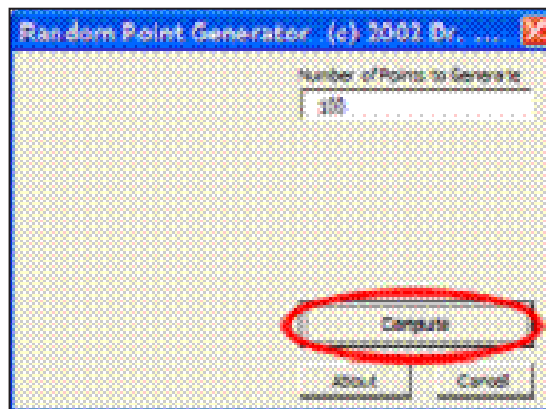 Random Point Generator (c) 2002 Dr. ...
Number of Points to Generate
100
Compute
About
Cancel